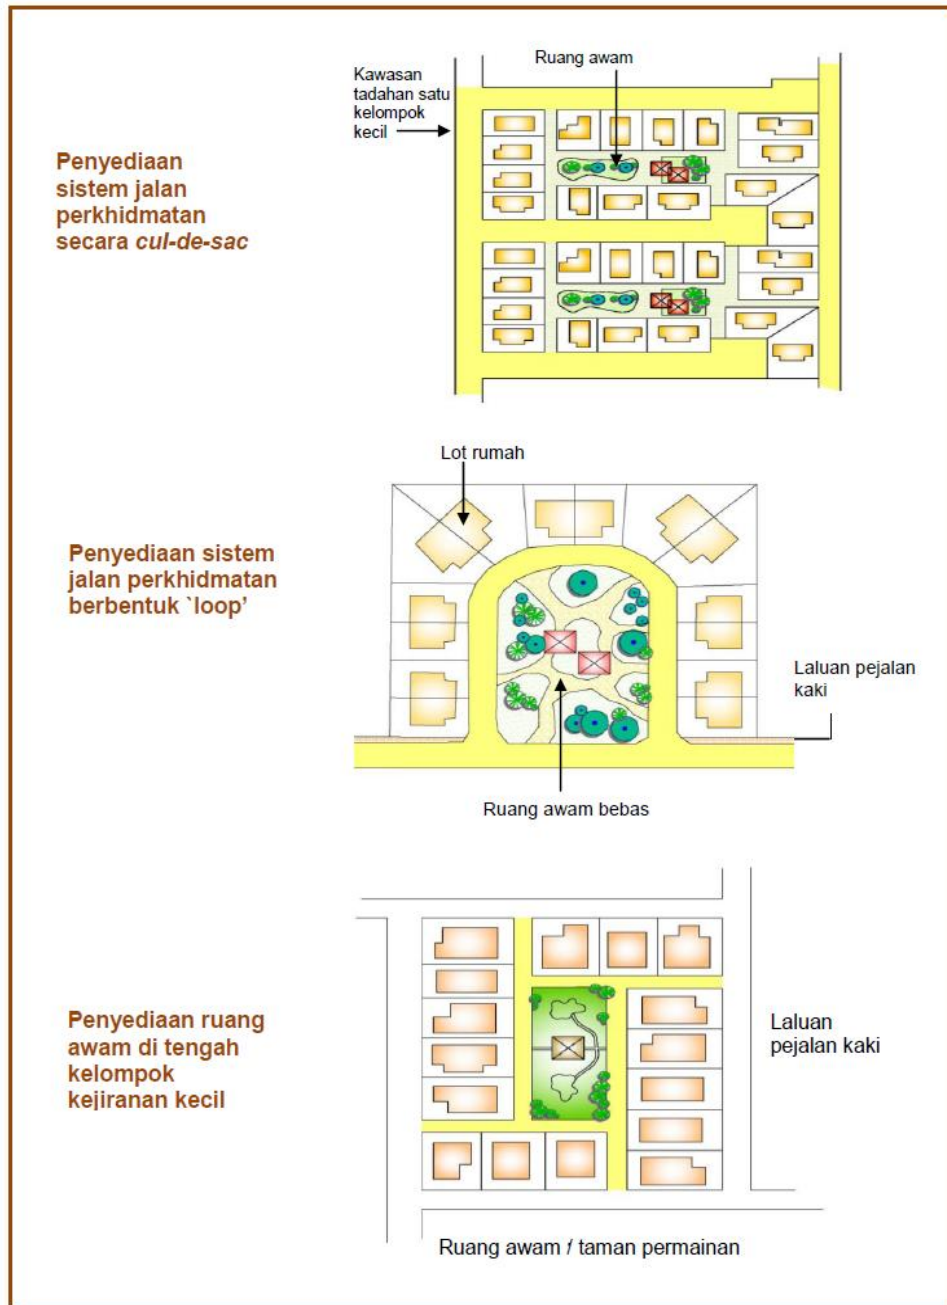 Ruang awam
Kawasan
tadahan satu
kelompok
kecil
Penyediaan
sistem jalan
perkhidmatan
secara cul-de-sac
Lot rumah
Penyediaan sistem
jalan perkhidmatan
berbentuk `loop'
Laluan pejalan
kaki
Ruang awam bebas
Penyediaan ruang
awam di tengah
kelompok
kejiranan kecil
Laluan
pejalan kaki
Ruang awam / taman permainan